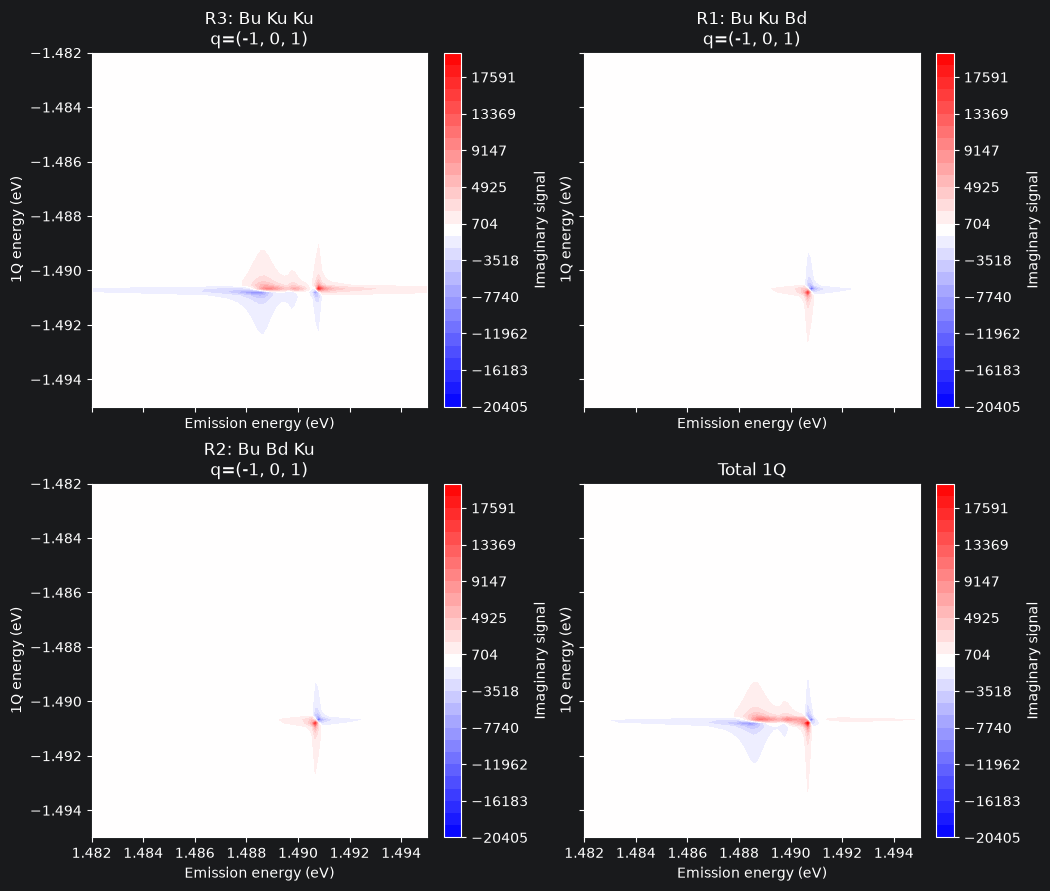 R3: Bu Ku Ku
q=(-1, 0, 1)
−1.482
−1.484
−1.486
−1.488
−1.490
−1.492
−1.494
1Q energy (eV)
Emission energy (eV)
17591
13369
9147
4925
704
−3518
−7740
−11962
−16183
−20405
Imaginary signal
R1: Bu Ku Bd
q=(-1, 0, 1)
1Q energy (eV)
Emission energy (eV)
17591
13369
9147
4925
704
−3518
−7740
−11962
−16183
−20405
Imaginary signal
R2: Bu Bd Ku
q=(-1, 0, 1)
−1.482
−1.484
−1.486
−1.488
−1.490
−1.492
−1.494
1Q energy (eV)
1.482 1.484 1.486 1.488 1.490 1.492 1.494
Emission energy (eV)
17591
13369
9147
4925
704
−3518
−7740
−11962
−16183
−20405
Imaginary signal
Total 1Q
1Q energy (eV)
1.482 1.484 1.486 1.488 1.490 1.492 1.494
Emission energy (eV)
17591
13369
9147
4925
704
−3518
−7740
−11962
−16183
−20405
Imaginary signal